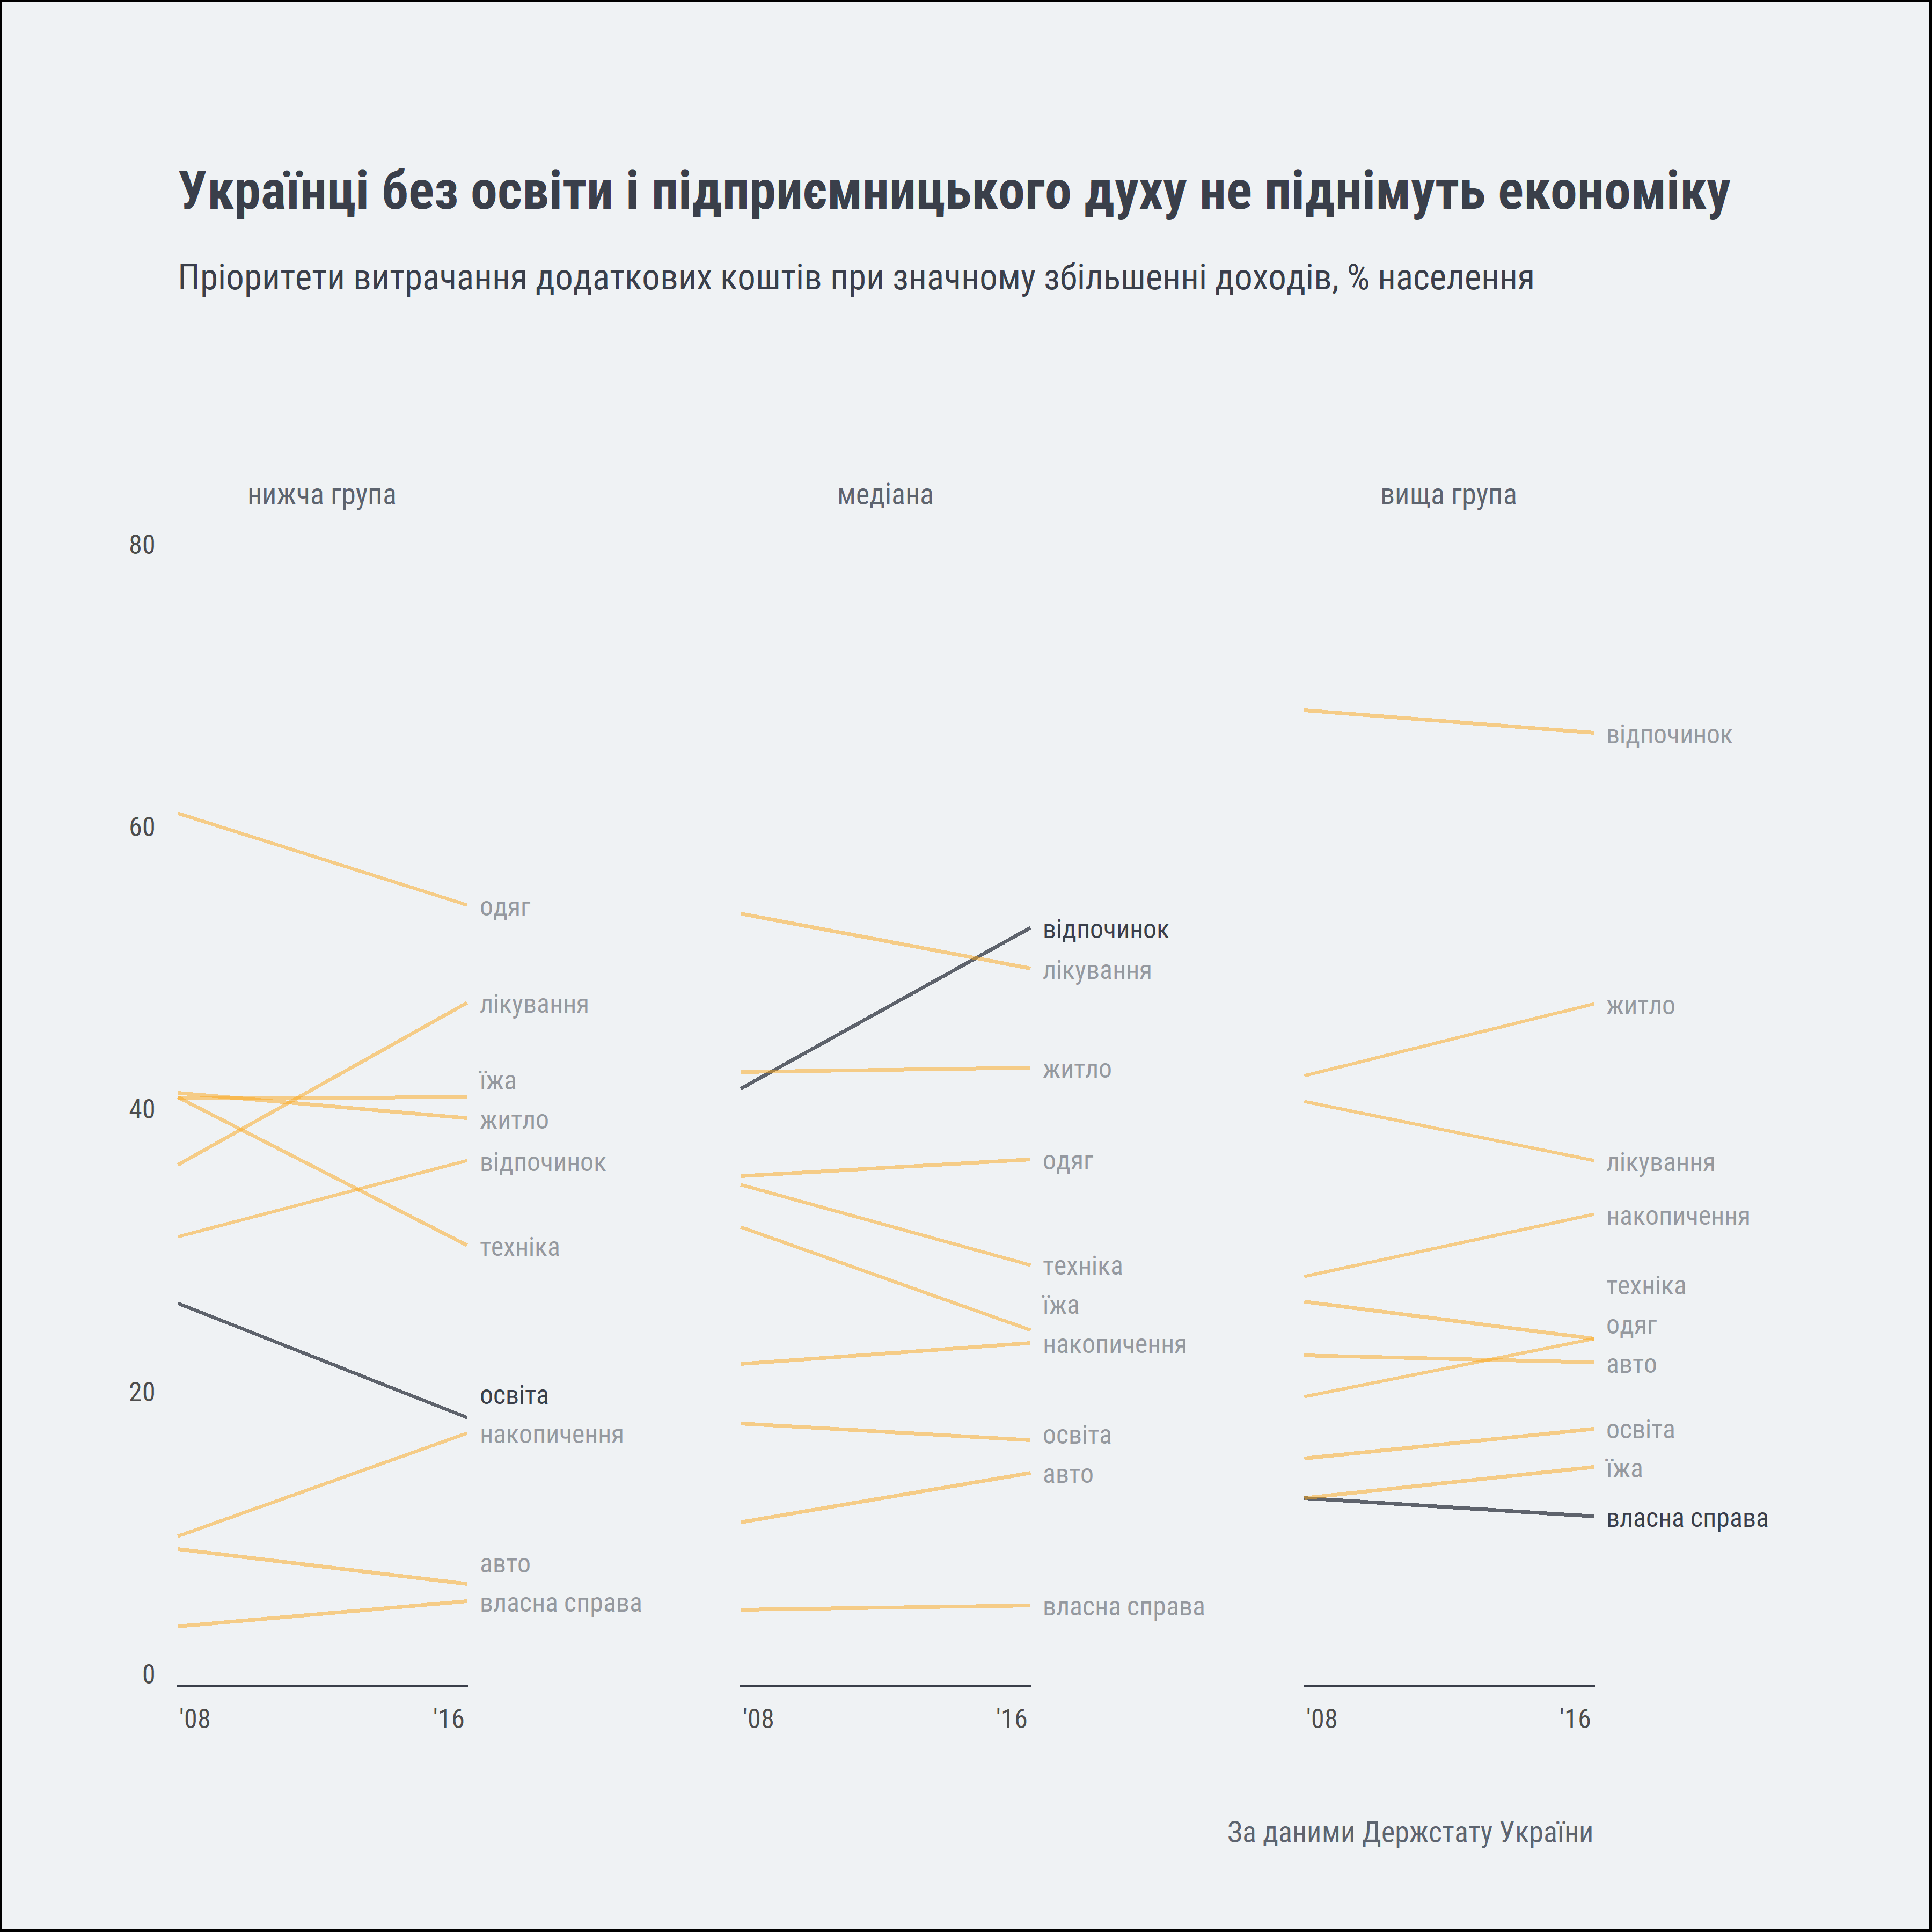 Українці без освіти і підприємницького духу не піднімуть економіку
Пріоритети витрачання додаткових коштів при значному збільшенні доходів, % населення
нижча група
медіана
вища група
80
60
40
20
0
одяг
лікування
їжа
житло
відпочинок
техніка
освіта
накопичення
авто
власна справа
'08
'16
відпочинок
лікування
житло
одяг
техніка
їжа
накопичення
освіта
авто
власна справа
'08
'16
відпочинок
житло
лікування
накопичення
техніка
одяг
авто
освіта
їжа
власна справа
'08
'16
За даними Держстату України